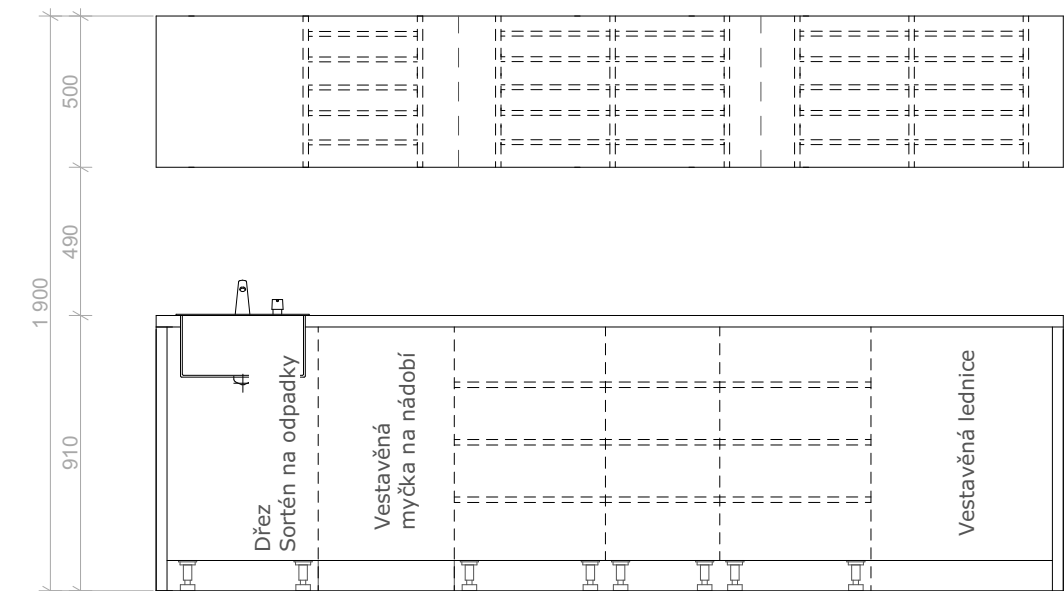 500
490
1 900
910
Dřez
Sortén na odpadky
Vestavěná
myčka na nádobí
Vestavěná lednice